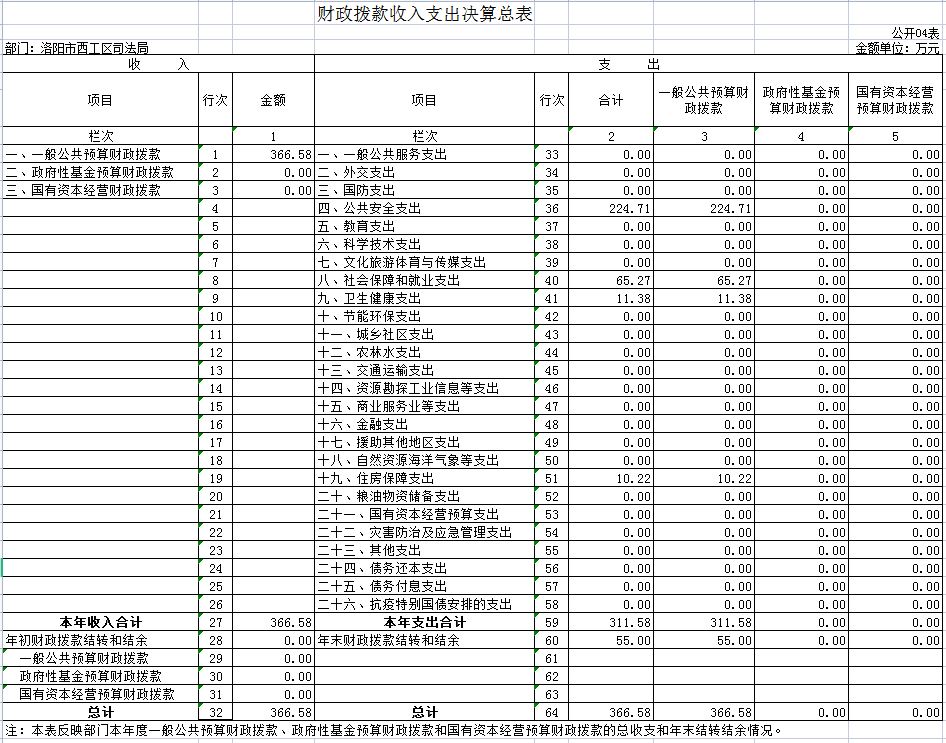 财政拨款收入支出决算总表
公开04表
部门：洛阳市西工区司法局 金额单位：万元
收 入 支 出
项目 行次 金额 项目 行次 合计 一般公共预算财政拨款 政府性基金预算财政拨款 国有资本经营预算财政拨款
栏次 1 栏次 2 3 4 5
一、一般公共预算财政拨款 1 366.58 一、一般公共服务支出 33 0.00 0.00 0.00 0.00
二、政府性基金预算财政拨款 2 0.00 二、外交支出 34 0.00 0.00 0.00 0.00
三、国有资本经营财政拨款 3 0.00 三、国防支出 35 0.00 0.00 0.00 0.00
4 四、公共安全支出 36 224.71 224.71 0.00 0.00
5 五、教育支出 37 0.00 0.00 0.00 0.00
6 六、科学技术支出 38 0.00 0.00 0.00 0.00
7 七、文化旅游体育与传媒支出 39 0.00 0.00 0.00 0.00
8 八、社会保障和就业支出 40 65.27 65.27 0.00 0.00
9 九、卫生健康支出 41 11.38 11.38 0.00 0.00
10 十、节能环保支出 42 0.00 0.00 0.00 0.00
11 十一、城乡社区支出 43 0.00 0.00 0.00 0.00
12 十二、农林水支出 44 0.00 0.00 0.00 0.00
13 十三、交通运输支出 45 0.00 0.00 0.00 0.00
14 十四、资源勘探工业信息等支出 46 0.00 0.00 0.00 0.00
15 十五、商业服务业等支出 47 0.00 0.00 0.00 0.00
16 十六、金融支出 48 0.00 0.00 0.00 0.00
17 十七、援助其他地区支出 49 0.00 0.00 0.00 0.00
18 十八、自然资源海洋气象等支出 50 0.00 0.00 0.00 0.00
19 十九、住房保障支出 51 10.22 10.22 0.00 0.00
20 二十、粮油物资储备支出 52 0.00 0.00 0.00 0.00
21 二十一、国有资本经营预算支出 53 0.00 0.00 0.00 0.00
22 二十二、灾害防治及应急管理支出 54 0.00 0.00 0.00 0.00
23 二十三、其他支出 55 0.00 0.00 0.00 0.00
24 二十四、债务还本支出 56 0.00 0.00 0.00 0.00
25 二十五、债务付息支出 57 0.00 0.00 0.00 0.00
26 二十六、抗疫特别国债安排的支出 58 0.00 0.00 0.00 0.00
本年收入合计 27 366.58 本年支出合计 59 311.58 311.58 0.00 0.00
年初财政拨款结转和结余 28 0.00 年末财政拨款结转和结余 60 55.00 55.00 0.00 0.00
一般公共预算财政拨款 29 0.00 61
政府性基金预算财政拨款 30 0.00 62
国有资本经营预算财政拨款 31 0.00 63
总计 32 366.58 总计 64 366.58 366.58 0.00 0.00
注：本表反映部门本年度一般公共预算财政拨款、政府性基金预算财政拨款和国有资本经营预算财政拨款的总收支和年末结转结余情况。